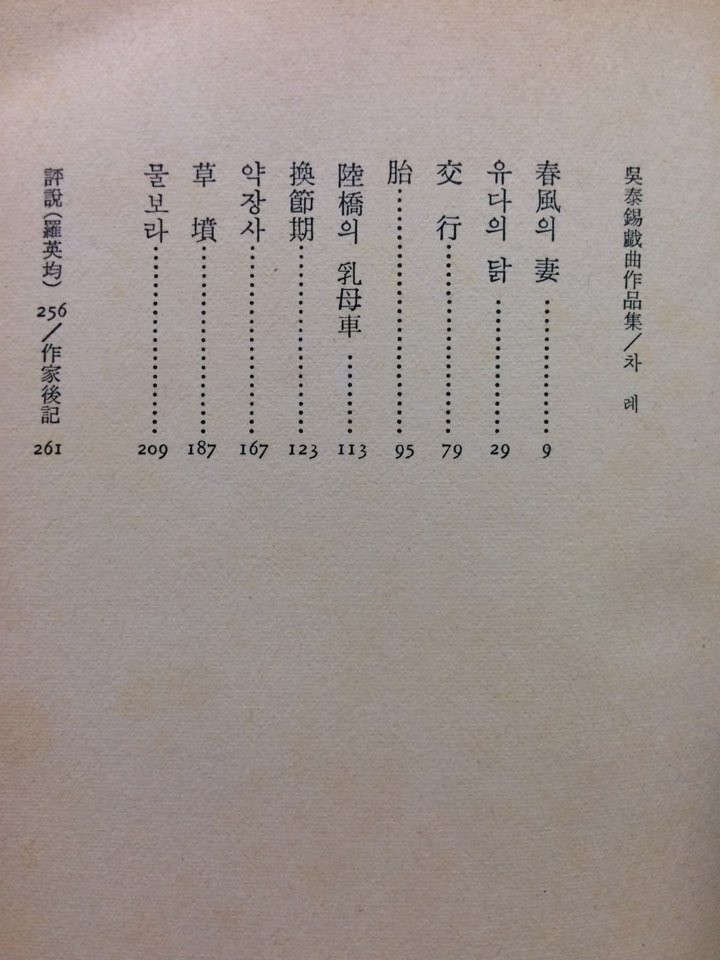 吳泰錫戱曲作品集/차 례
春風의 妻 9
유다의 닭 29
交 行 79
胎 95
陸橋의 乳母車 113
換節期 123
약장사 167
草 墳 187
물보라 209
評說(羅英均) 256/作家後記 261